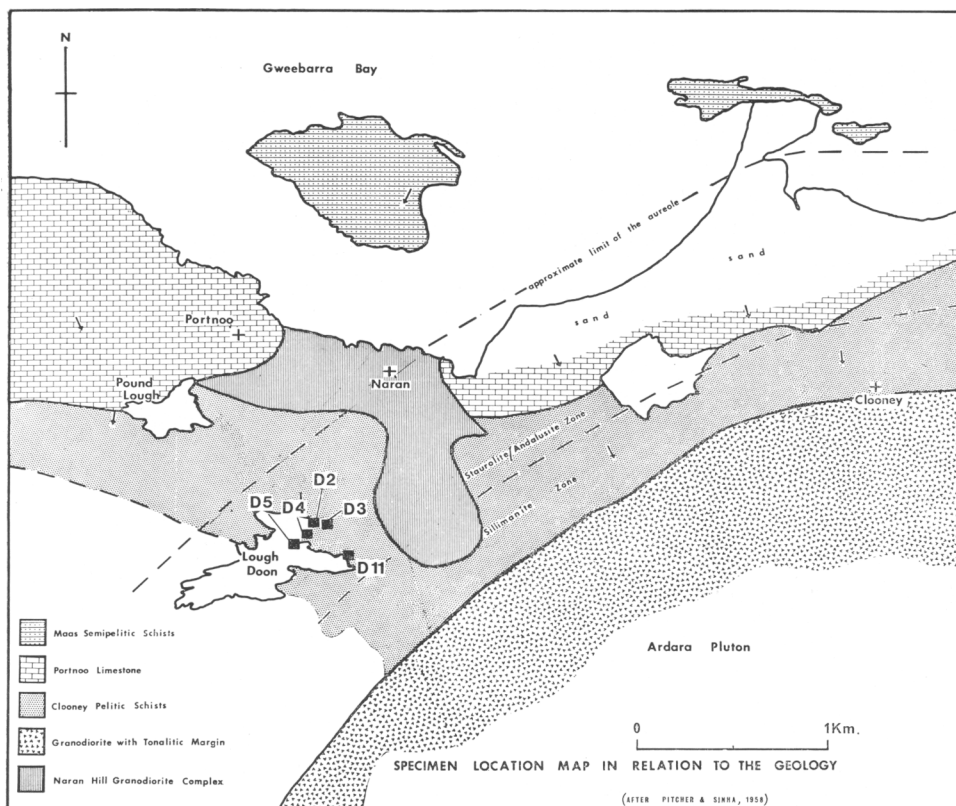 N
Gweebarra Bay
approximate limit of the aureole
sand
sand
Portnoo
Naran
Pound
Lough
Clooney
Staurolite/Andalusite Zone
Sillimanite Zone
D2
D5
D4
D3
Lough
Doon
D11
Maas Semipelitic Schists
Portnoo Limestone
Clooney Pelitic Schists
Granodiorite with Tonalitic Margin
Naran Hill Granodiorite Complex
Ardara Pluton
0 1Km.
SPECIMEN LOCATION MAP IN RELATION TO THE GEOLOGY
(AFTER PITCHER & SINHA, 1958)